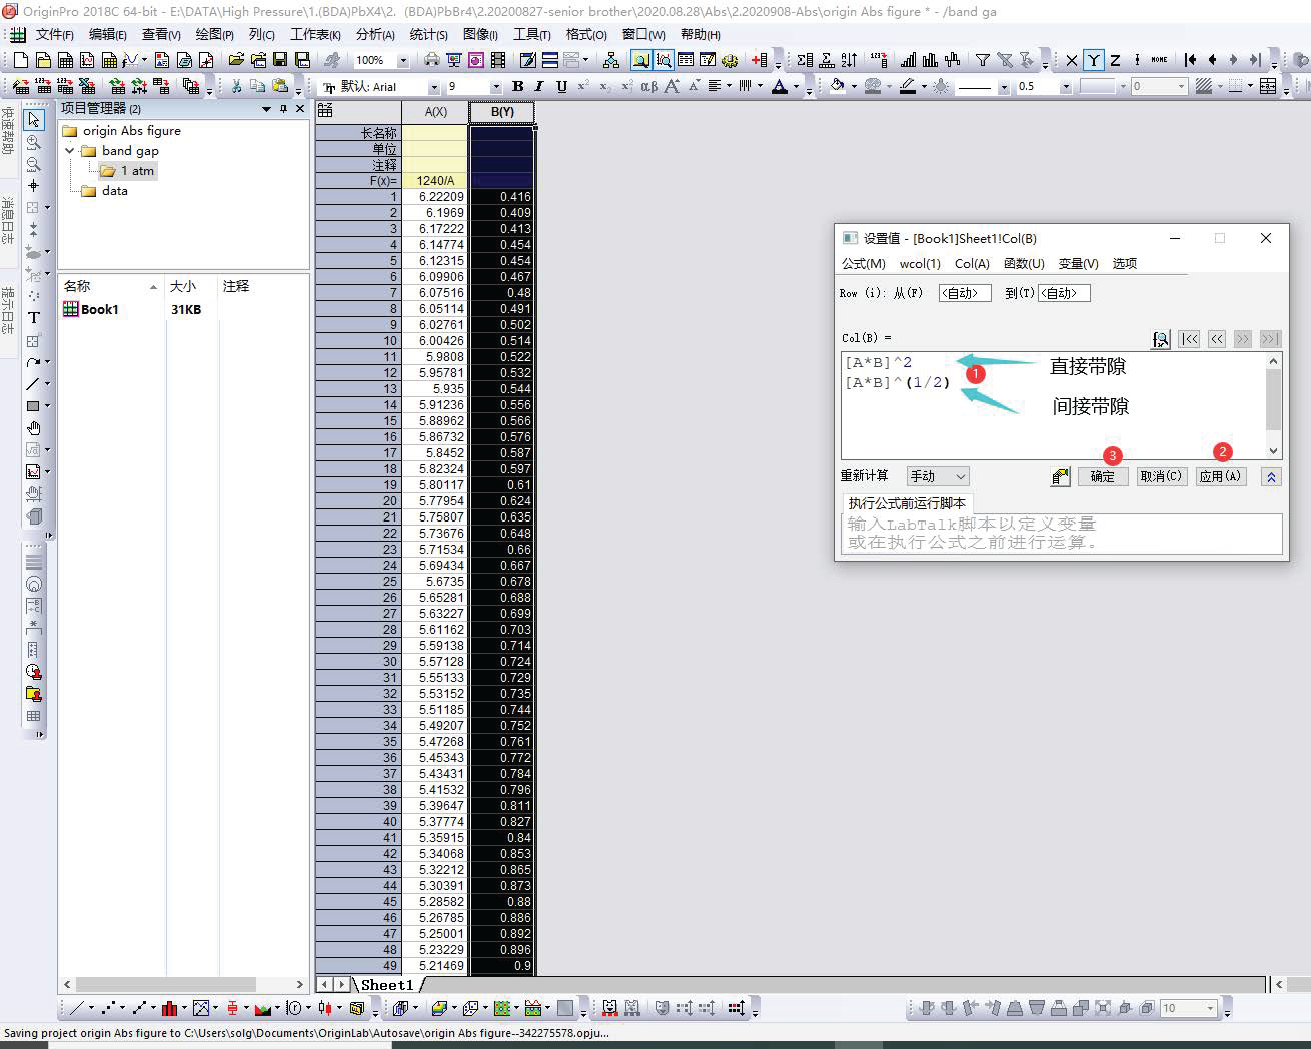 OriginPro 2018C 64-bit - E:\DATA\High Pressure\1.(BDA)PbX4\2. (BDA)PbBr4\2.20200827-senior brother\2020.08.28\Abs\2.2020908-Abs\origin Abs figure * - /band ga
文件(F) 编辑(E) 查看(V) 绘图(P) 列(C) 工作表(K) 分析(A) 统计(S) 图像(I) 工具(T) 格式(O) 窗口(W) 帮助(H)
100%
X Y Z
默认: Arial 9 B I U 0.5 0
快速帮助
消息日志
提示日志
项目管理器 (2)
origin Abs figure
band gap
1 atm
data
名称 大小 注释
Book1 31KB
A(X) B(Y)
长名称
单位
注释
F(x)= 1240/A
1 6.22209 0.416
2 6.1969 0.409
3 6.17222 0.413
4 6.14774 0.454
5 6.12315 0.454
6 6.09906 0.467
7 6.07516 0.48
8 6.05114 0.491
9 6.02761 0.502
10 6.00426 0.514
11 5.9808 0.522
12 5.95781 0.532
13 5.935 0.544
14 5.91236 0.556
15 5.88962 0.566
16 5.86732 0.576
17 5.8452 0.587
18 5.82324 0.597
19 5.80117 0.61
20 5.77954 0.624
21 5.75807 0.635
22 5.73676 0.648
23 5.71534 0.66
24 5.69434 0.667
25 5.6735 0.678
26 5.65281 0.688
27 5.63227 0.699
28 5.61162 0.703
29 5.59138 0.714
30 5.57128 0.724
31 5.55133 0.729
32 5.53152 0.735
33 5.51185 0.744
34 5.49207 0.752
35 5.47268 0.761
36 5.45343 0.772
37 5.43431 0.784
38 5.41532 0.796
39 5.39647 0.811
40 5.37774 0.827
41 5.35915 0.84
42 5.34068 0.853
43 5.32212 0.865
44 5.30391 0.873
45 5.28582 0.88
46 5.26785 0.886
47 5.25001 0.892
48 5.23229 0.896
49 5.21469 0.9
Sheet1
设置值 - [Book1]Sheet1!Col(B)
公式(M) wcol(1) Col(A) 函数(U) 变量(V) 选项
Row (i): 从(F) <自动> 到(T) <自动>
Col(B) =
[A*B]^2 直接带隙
1
[A*B]^(1/2)
间接带隙
3 2
重新计算 手动 确定 取消(C) 应用(A)
执行公式前运行脚本
输入LabTalk脚本以定义变量
或在执行公式之前进行运算。
10
Saving project origin Abs figure to C:\Users\solg\Documents\OriginLab\Autosave\origin Abs figure--342275578.opju...